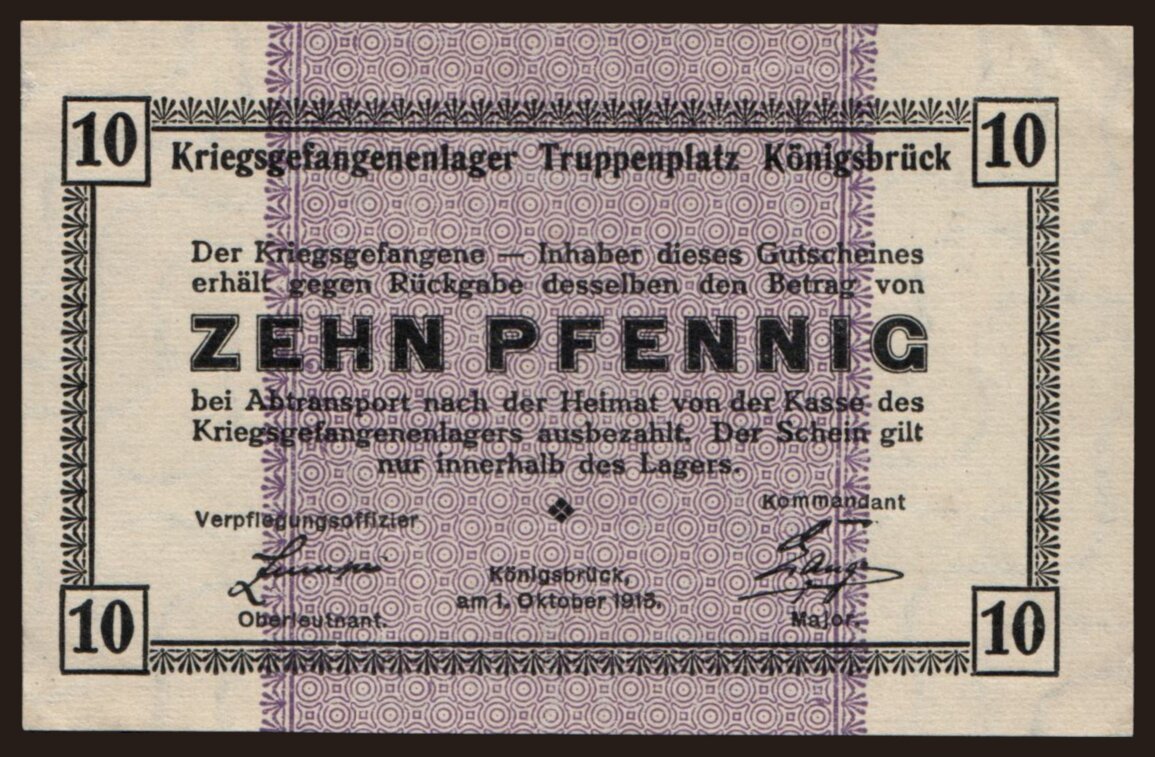 10 10
Kriegsgefangenenlager Truppenplatz Königsbrück
Der Kriegsgefangene — Inhaber dieses Gutscheines
erhält gegen Rückgabe desselben den Betrag von
ZEHN PFENNIG
bei Abtransport nach der Heimat von der Kasse des
Kriegsgefangenenlagers ausbezahlt. Der Schein gilt
nur innerhalb des Lagers.
Verpflegungsoffizier
Kommandant
Königsbrück,
am 1. Oktober 1915.
Oberleutnant.
Major.
10 10